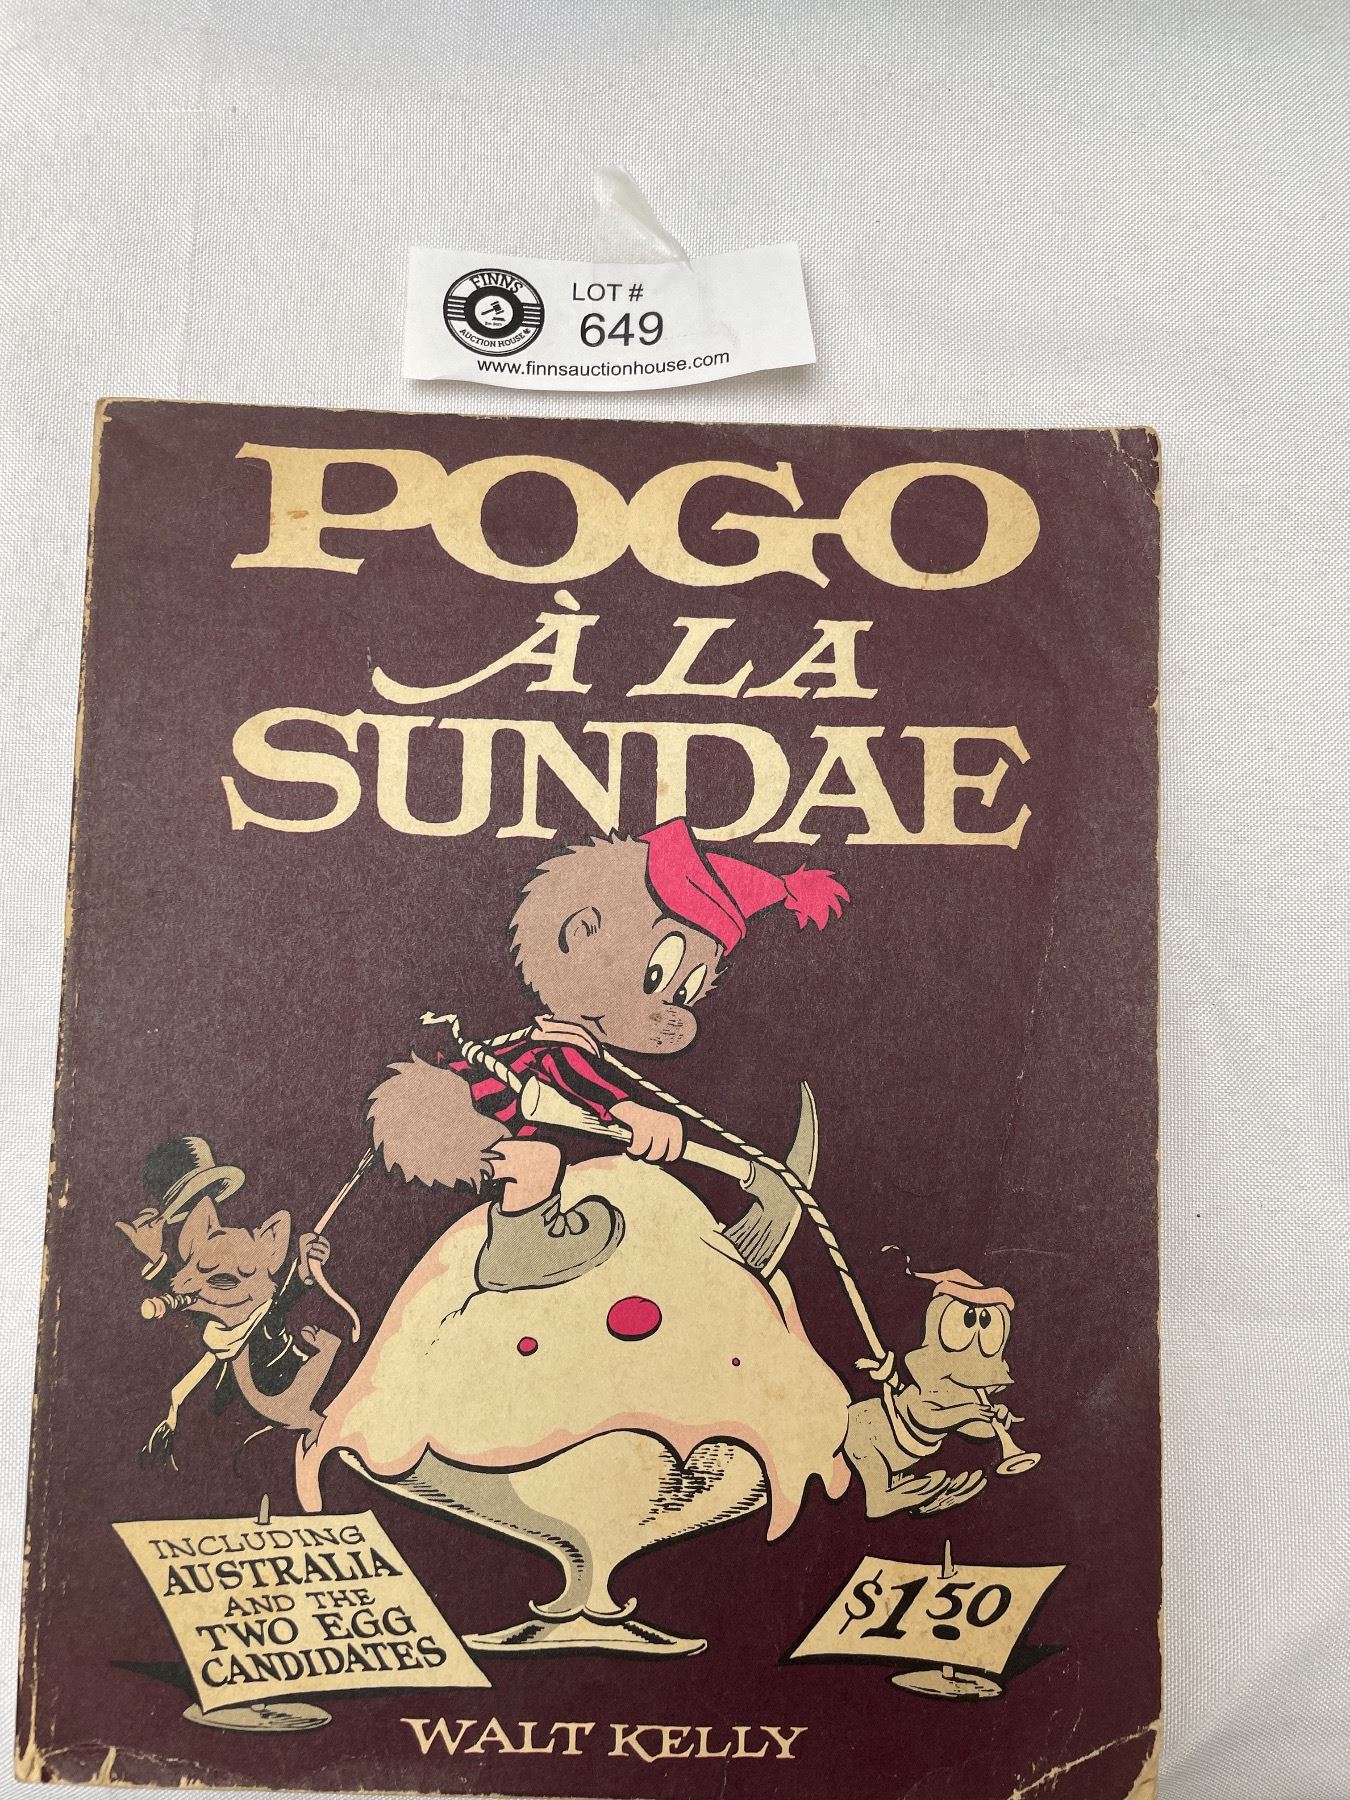 FINNS
AUCTION HOUSE
LOT #
649
www.finnsauctionhouse.com
POGO
À LA
SUNDAE
INCLUDING
AUSTRALIA
AND THE
TWO EGG
CANDIDATES
$1.50
WALT KELLY